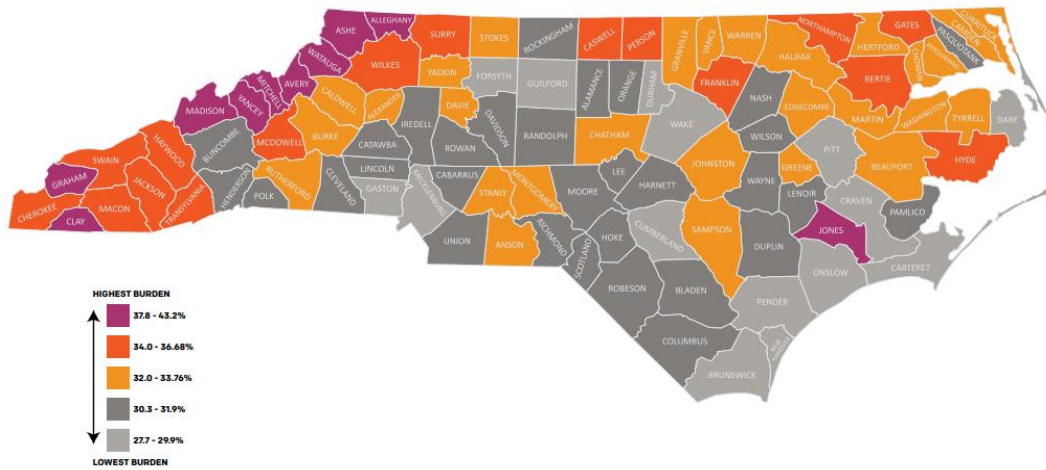 ASHE
ALLEGHANY
SURRY
STOKES
ROCKINGHAM
CASWELL
PERSON
GRANVILLE
VANCE
WARREN
NORTHAMPTON
HALIFAX
HERTFORD
GATES
CURRITUCK
CAMDEN
PASQUOTANK
PERQUIMANS
CHOWAN
BERTIE
WATAUGA
WILKES
YADKIN
FORSYTH
GUILFORD
ALAMANCE
ORANGE
DURHAM
FRANKLIN
NASH
EDGECOMBE
MARTIN
WASHINGTON
TYRRELL
DARE
MITCHELL
AVERY
CALDWELL
ALEXANDER
IREDELL
DAVIE
DAVIDSON
RANDOLPH
CHATHAM
WAKE
WILSON
PITT
BEAUFORT
HYDE
MADISON
YANCEY
BURKE
CATAWBA
ROWAN
BUNCOMBE
MCDOWELL
LINCOLN
LEE
JOHNSTON
GREENE
SWAIN
HAYWOOD
RUTHERFORD
CLEVELAND
GASTON
MECKLENBURG
CABARRUS
STANLY
MONTGOMERY
MOORE
HARNETT
WAYNE
LENOIR
CRAVEN
PAMLICO
GRAHAM
JACKSON
HENDERSON
POLK
CHEROKEE
MACON
TRANSYLVANIA
CLAY
UNION
ANSON
RICHMOND
SCOTLAND
HOKE
CUMBERLAND
SAMPSON
DUPLIN
JONES
ONSLOW
CARTERET
ROBESON
BLADEN
PENDER
COLUMBUS
NEW HANOVER
BRUNSWICK
HIGHEST BURDEN
37.8 - 43.2%
34.0 - 36.68%
32.0 - 33.76%
30.3 - 31.9%
27.7 - 29.9%
LOWEST BURDEN